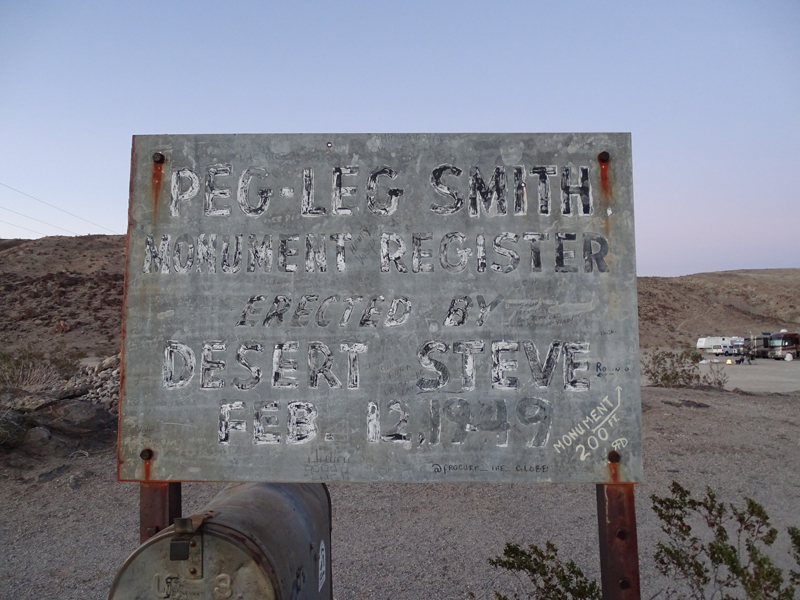 PEG-LEG SMITH
MONUMENT REGISTER
ERECTED BY
DESERT STEVE
FEB. 12, 1949
MONUMENT
200 FT